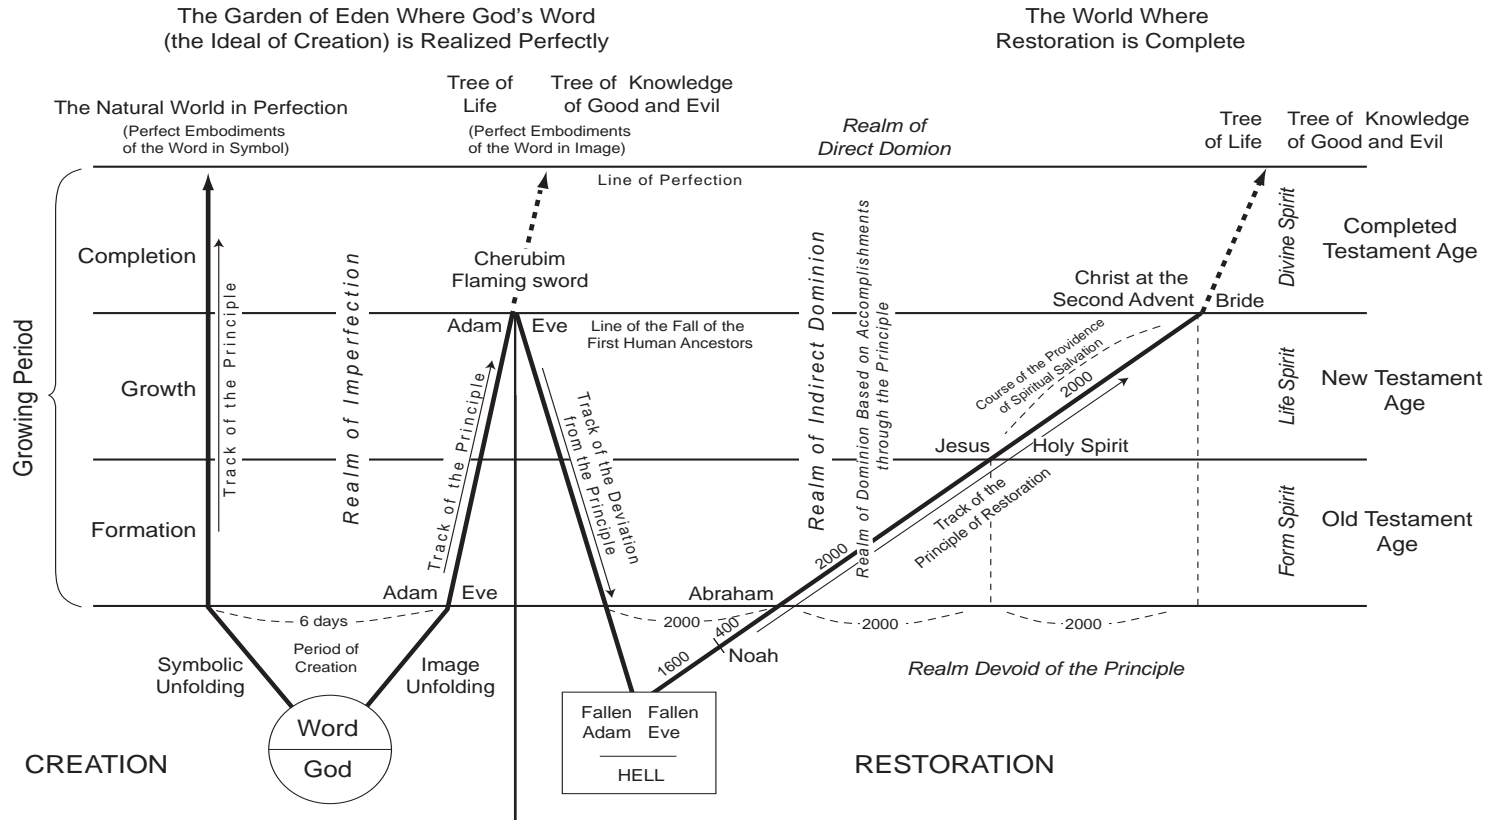 The Garden of Eden Where God’s Word
(the Ideal of Creation) is Realized Perfectly
The World Where
Restoration is Complete
The Natural World in Perfection
(Perfect Embodiments
of the Word in Symbol)
Tree of
Life
Tree of Knowledge
of Good and Evil
(Perfect Embodiments
of the Word in Image)
Realm of
Direct Domion
Tree
of Life
Tree of Knowledge
of Good and Evil
Line of Perfection
Growing Period
Completion
Growth
Formation
Track of the Principle
Realm of Imperfection
Track of the Principle
Cherubim
Flaming sword
Adam
Eve
Line of the Fall of the
First Human Ancestors
Track of the Deviation
from the Principle
Realm of Indirect Dominion
Realm of Dominion Based on Accomplishments
through the Principle
Christ at the
Second Advent
Bride
Course of the Providence
of Spiritual Salvation
2000
Jesus
Holy Spirit
Track of the
Principle of Restoration
2000
Divine Spirit
Life Spirit
Form Spirit
Completed
Testament Age
New Testament
Age
Old Testament
Age
Adam
Eve
Abraham
6 days
2000
2000
2000
400
1600
Noah
Period of
Creation
Symbolic
Unfolding
Image
Unfolding
Realm Devoid of the Principle
Word
God
Fallen
Adam
Fallen
Eve
HELL
CREATION
RESTORATION